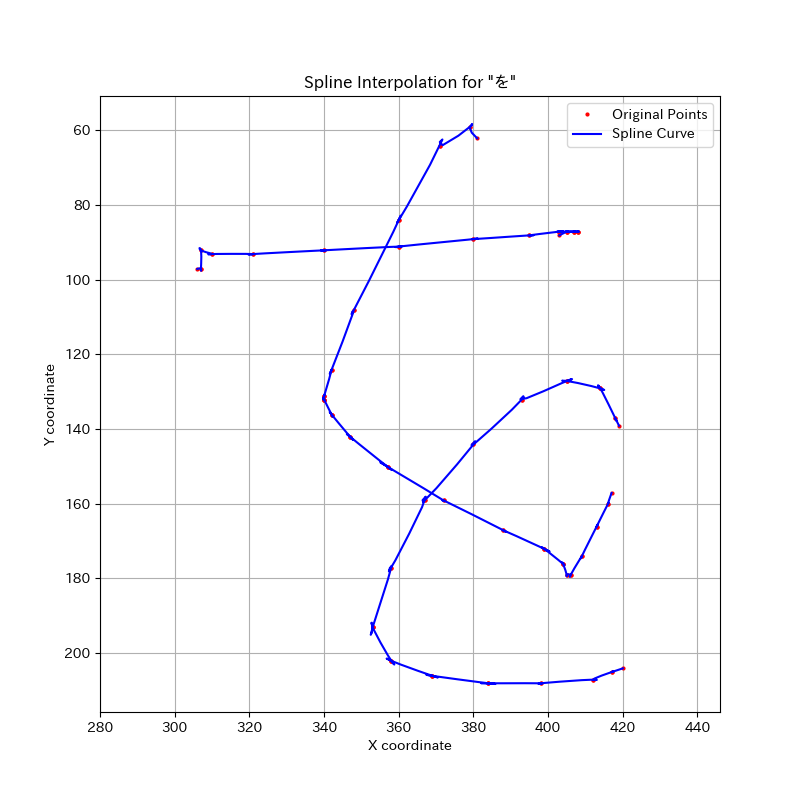 Spline Interpolation for "を"
Original Points
Spline Curve
60
80
100
120
140
160
180
200
Y coordinate
280 300 320 340 360 380 400 420 440
X coordinate
を